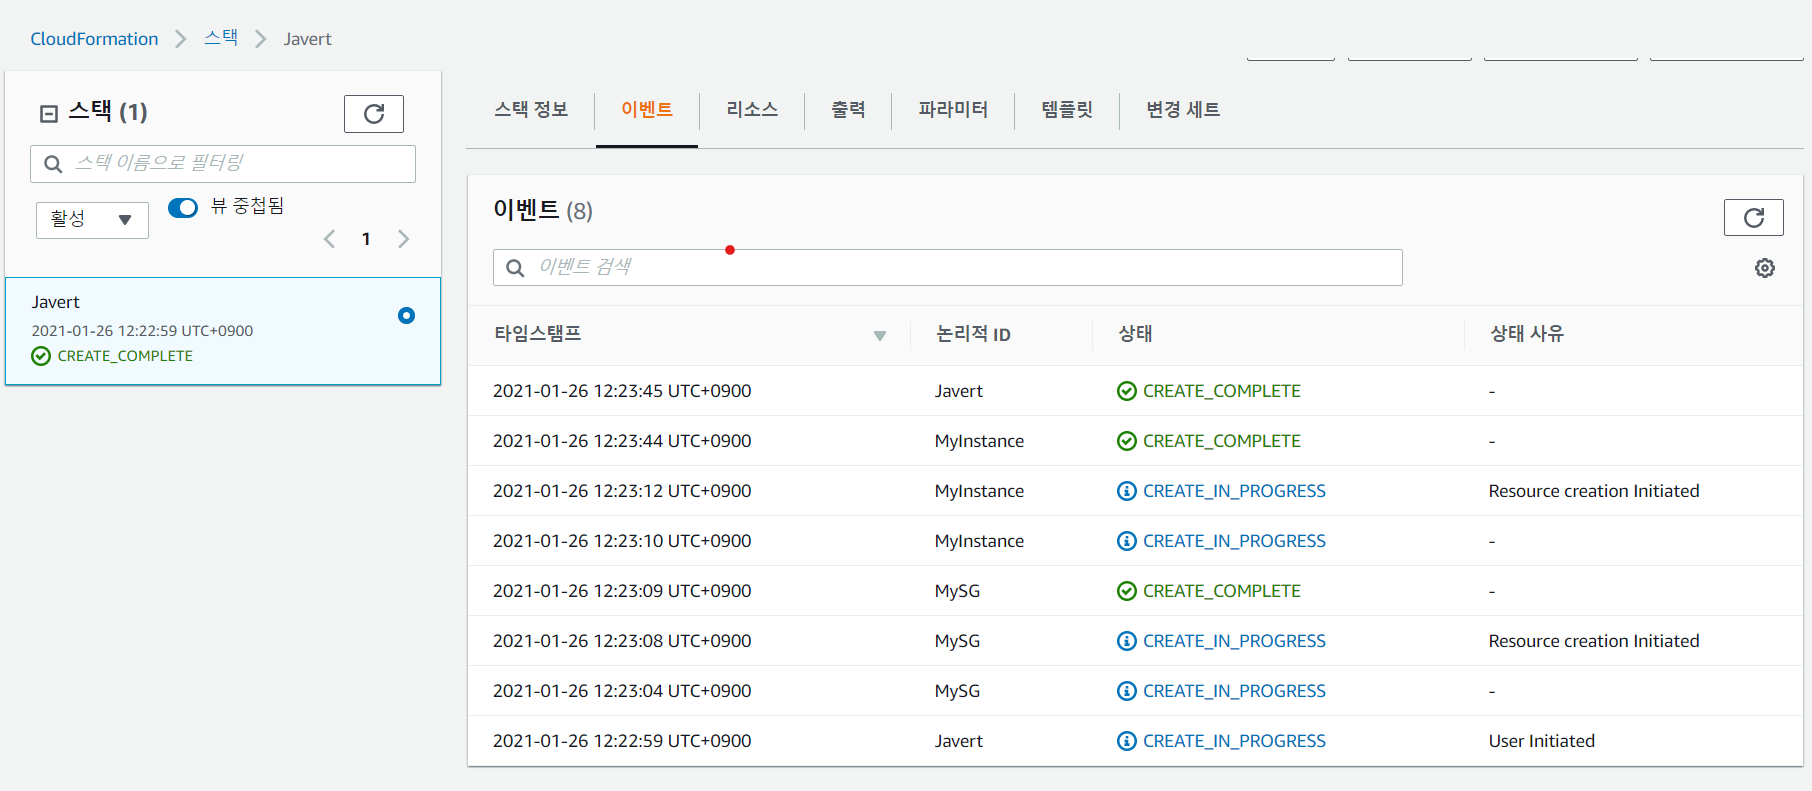 CloudFormation > 스택 > Javert
스택 (1)
스택 이름으로 필터링
활성
뷰 중첩됨
1
Javert
2021-01-26 12:22:59 UTC+0900
CREATE_COMPLETE
스택 정보 이벤트 리소스 출력 파라미터 템플릿 변경 세트
이벤트 (8)
이벤트 검색
타임스탬프 논리적 ID 상태 상태 사유
2021-01-26 12:23:45 UTC+0900 Javert CREATE_COMPLETE -
2021-01-26 12:23:44 UTC+0900 MyInstance CREATE_COMPLETE -
2021-01-26 12:23:12 UTC+0900 MyInstance CREATE_IN_PROGRESS Resource creation Initiated
2021-01-26 12:23:10 UTC+0900 MyInstance CREATE_IN_PROGRESS -
2021-01-26 12:23:09 UTC+0900 MySG CREATE_COMPLETE -
2021-01-26 12:23:08 UTC+0900 MySG CREATE_IN_PROGRESS Resource creation Initiated
2021-01-26 12:23:04 UTC+0900 MySG CREATE_IN_PROGRESS -
2021-01-26 12:22:59 UTC+0900 Javert CREATE_IN_PROGRESS User Initiated